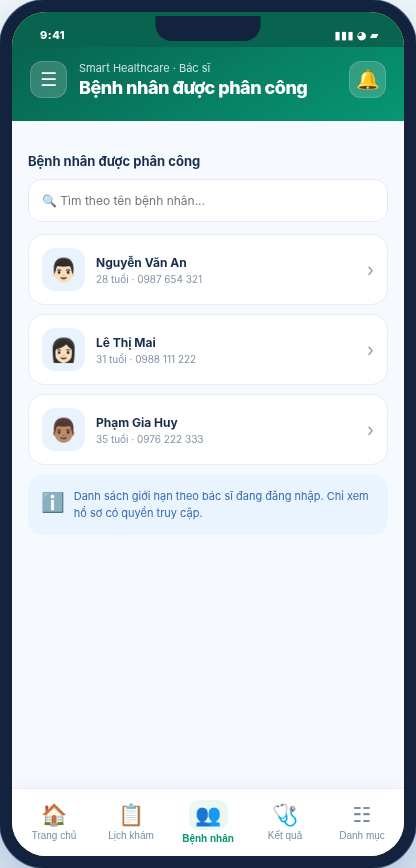 9:41
Smart Healthcare · Bác sĩ
Bệnh nhân được phân công
Bệnh nhân được phân công
Tìm theo tên bệnh nhân...
Nguyễn Văn An
28 tuổi · 0987 654 321
Lê Thị Mai
31 tuổi · 0988 111 222
Phạm Gia Huy
35 tuổi · 0976 222 333
Danh sách giới hạn theo bác sĩ đang đăng nhập. Chỉ xem
hồ sơ có quyền truy cập.
Trang chủ
Lịch khám
Bệnh nhân
Kết quả
Danh mục